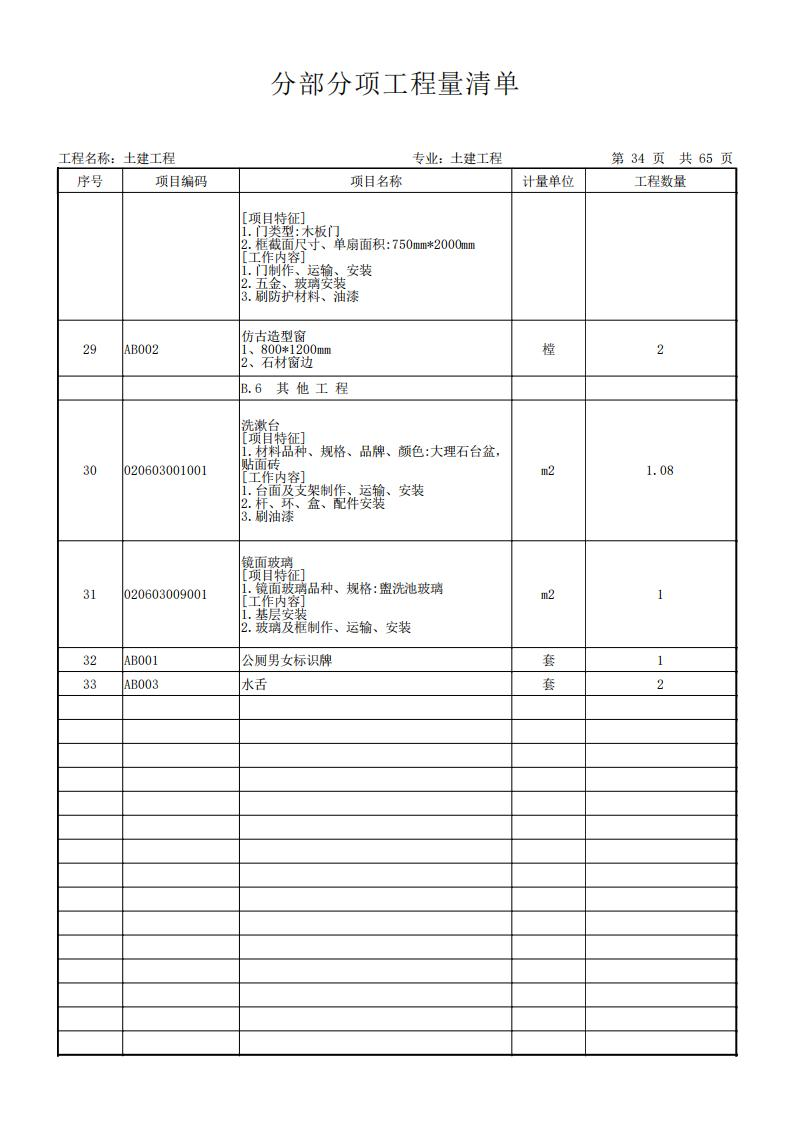 分部分项工程量清单
工程名称：土建工程 专业：土建工程 第 34 页 共 65 页
序号 项目编码 项目名称 计量单位 工程数量
[项目特征]
1.门类型:木板门
2.框截面尺寸、单扇面积:750mm*2000mm
[工作内容]
1.门制作、运输、安装
2.五金、玻璃安装
3.刷防护材料、油漆
仿古造型窗
29 AB002 1、800*1200mm 樘 2
2、石材窗边
B.6 其 他 工 程
洗漱台
[项目特征]
1.材料品种、规格、品牌、颜色:大理石台盆，
贴面砖
30 020603001001 [工作内容] m2 1.08
1.台面及支架制作、运输、安装
2.杆、环、盒、配件安装
3.刷油漆
镜面玻璃
[项目特征]
1.镜面玻璃品种、规格:盥洗池玻璃
31 020603009001 [工作内容] m2 1
1.基层安装
2.玻璃及框制作、运输、安装
32 AB001 公厕男女标识牌 套 1
33 AB003 水舌 套 2